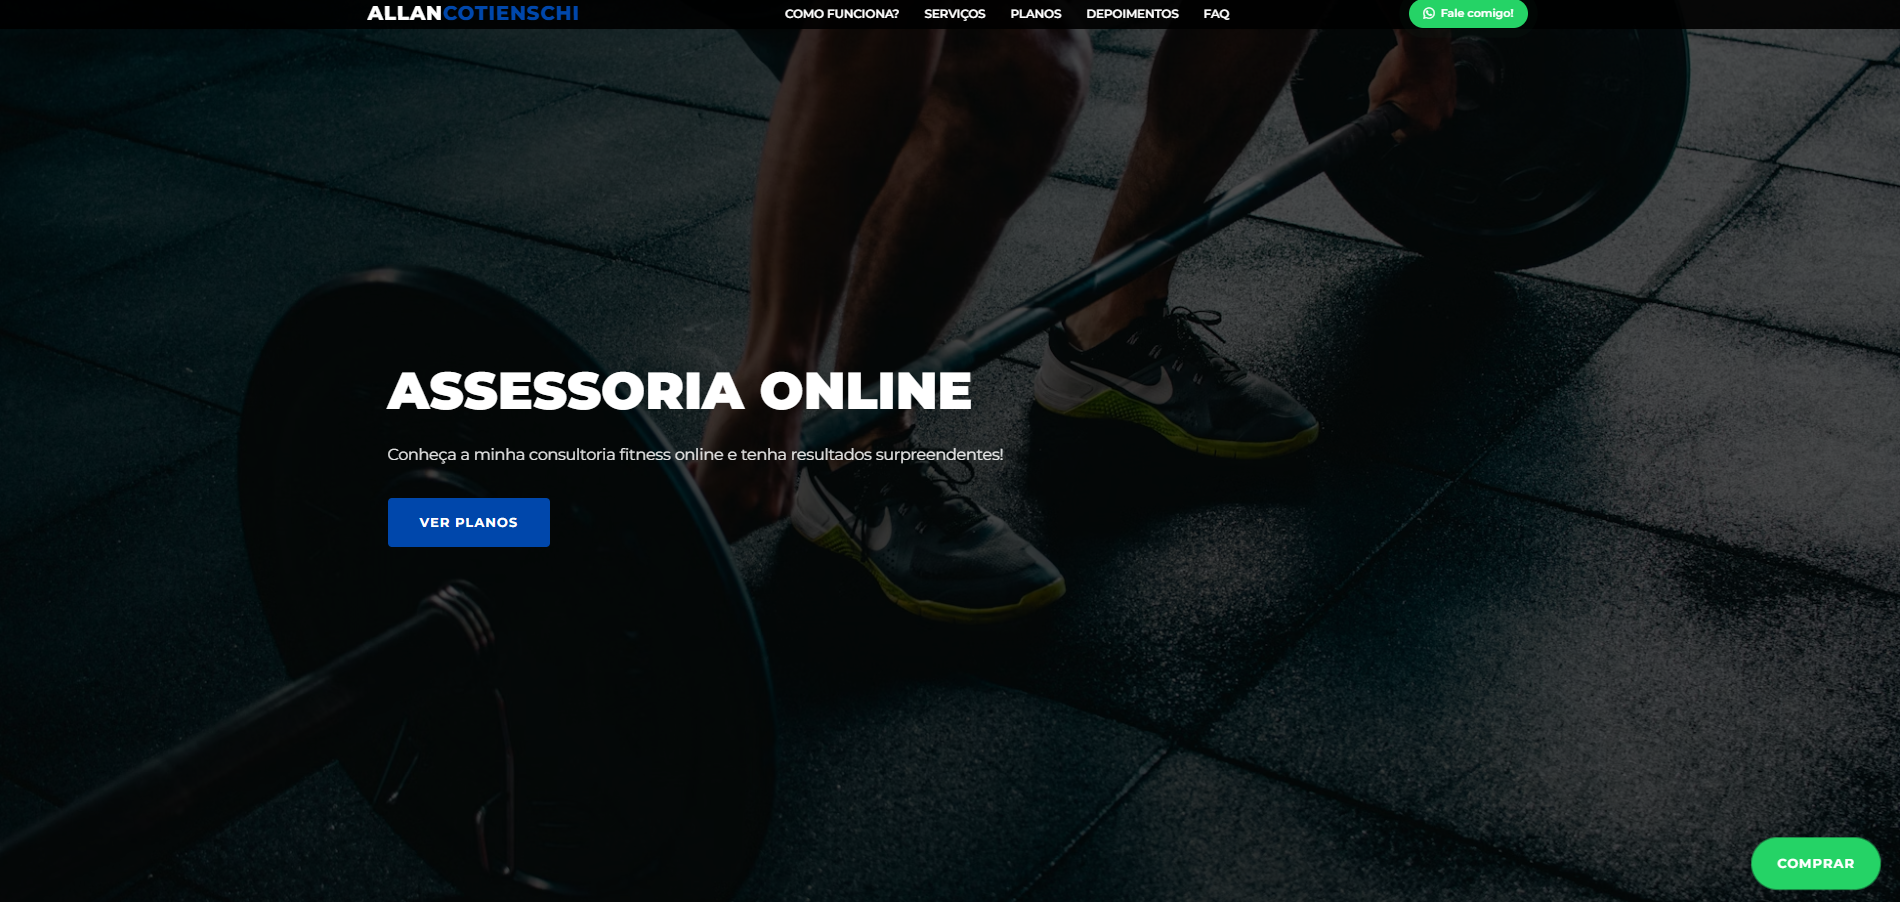 ALLANCOTIENSCHI COMO FUNCIONA? SERVIÇOS PLANOS DEPOIMENTOS FAQ Fale comigo!
ASSESSORIA ONLINE
Conheça a minha consultoria fitness online e tenha resultados surpreendentes!
VER PLANOS
COMPRAR